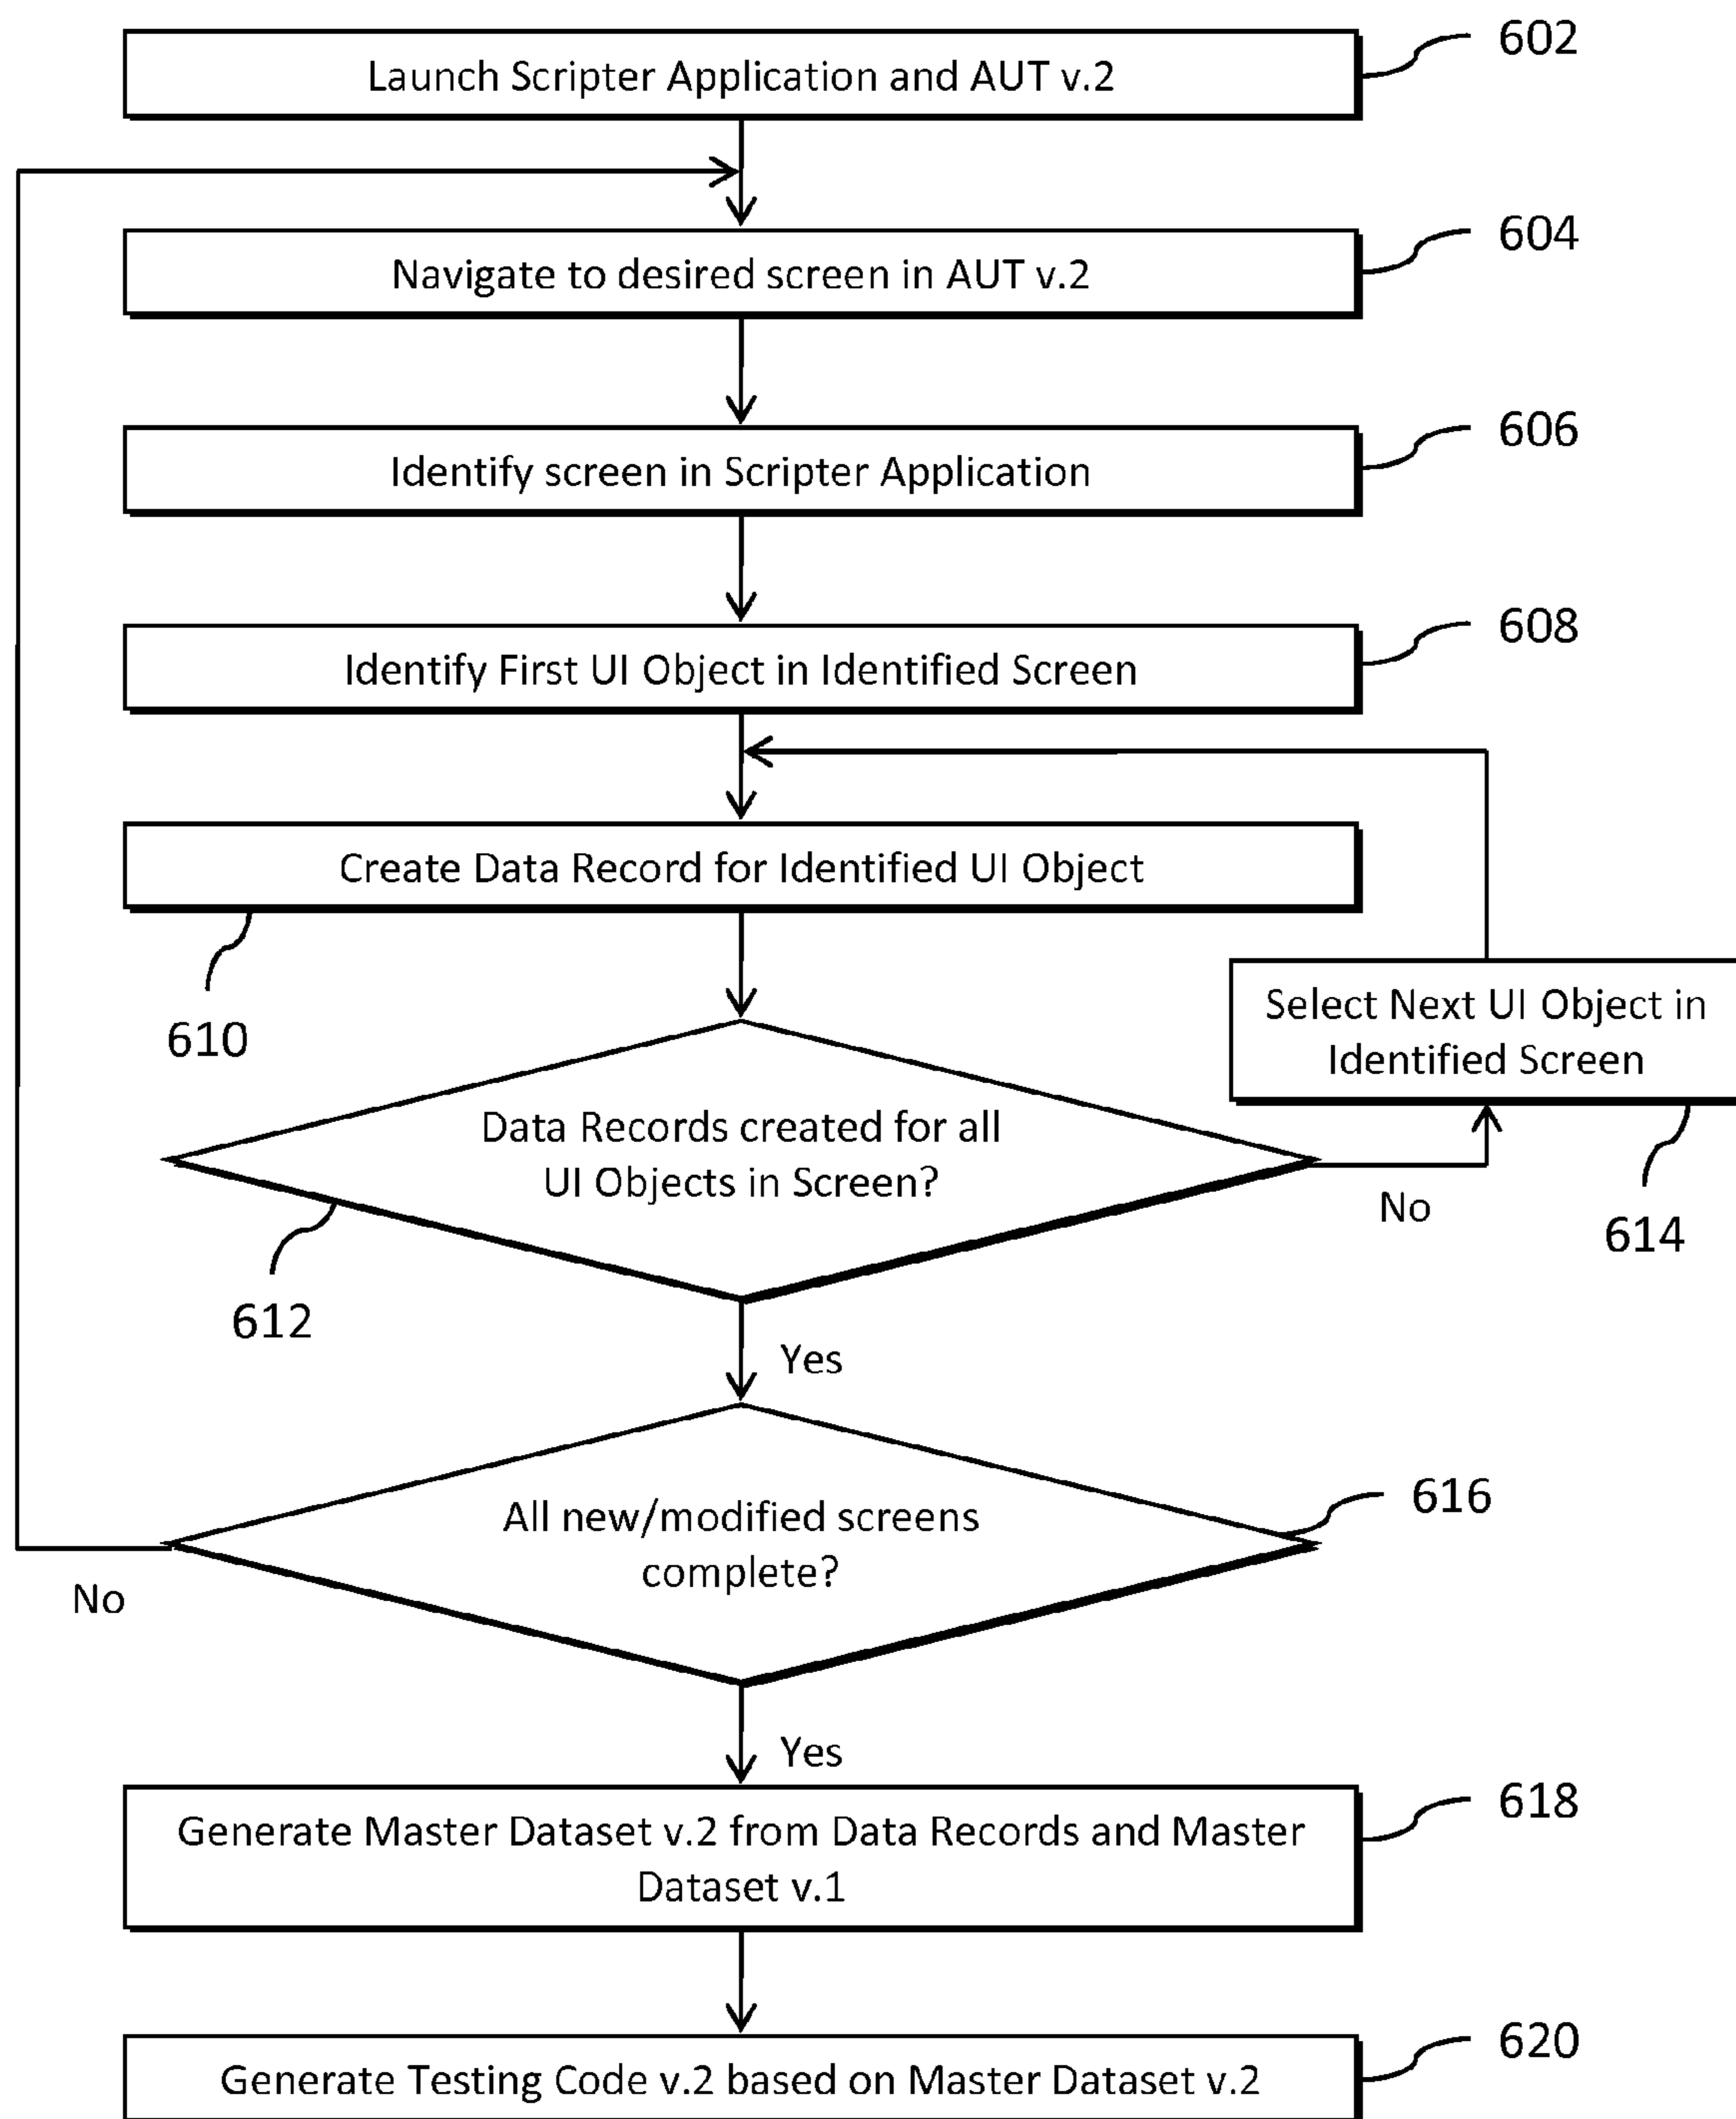 Launch Scripter Application and AUT v.2
602
Navigate to desired screen in AUT v.2
604
Identify screen in Scripter Application
606
Identify First UI Object in Identified Screen
608
Create Data Record for Identified UI Object
610
Select Next UI Object in
Identified Screen
614
Data Records created for all
UI Objects in Screen?
No
612
Yes
All new/modified screens
complete?
616
No
Yes
Generate Master Dataset v.2 from Data Records and Master
Dataset v.1
618
Generate Testing Code v.2 based on Master Dataset v.2
620